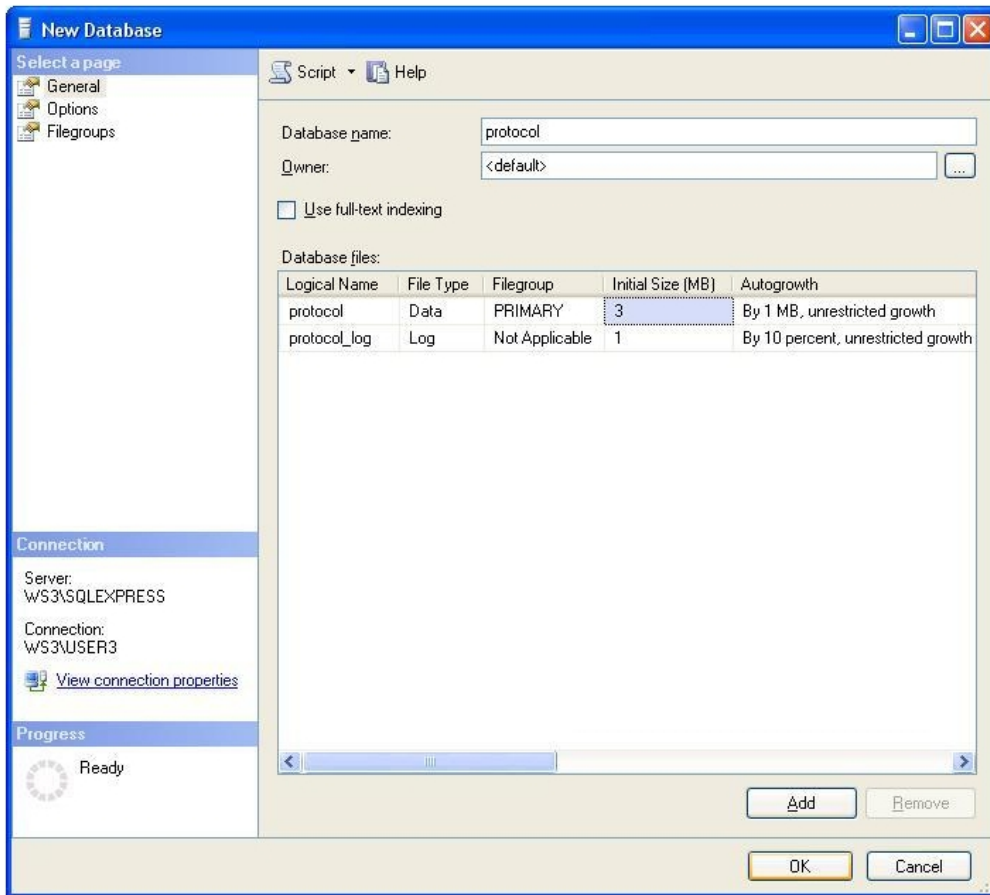 New Database
Select a page
General
Options
Filegroups
Script Help
Database name: protocol
Owner: <default> ...
Use full-text indexing
Database files:
Logical Name File Type Filegroup Initial Size (MB) Autogrowth
protocol Data PRIMARY 3 By 1 MB, unrestricted growth
protocol_log Log Not Applicable 1 By 10 percent, unrestricted growth
Connection
Server:
WS3\SQLEXPRESS
Connection:
WS3\USER3
View connection properties
Progress
Ready
Add Remove
OK Cancel